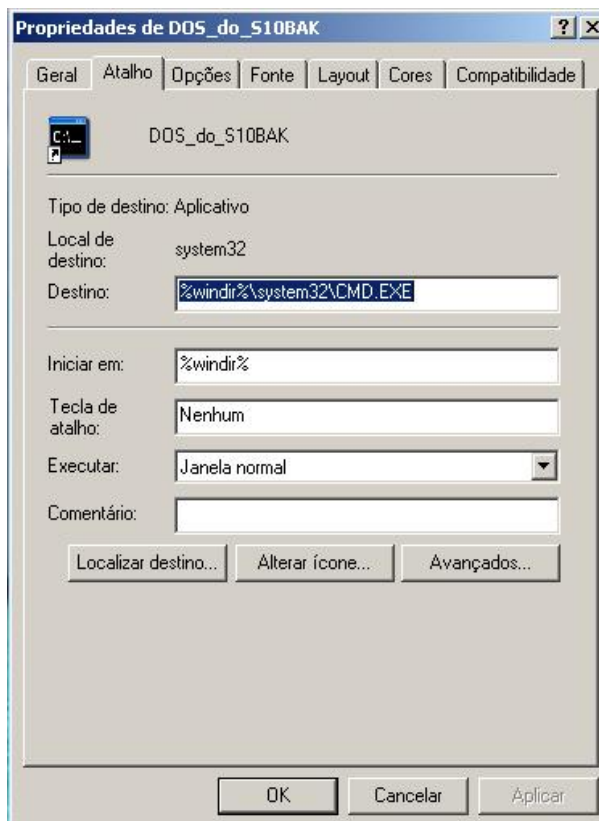 Propriedades de DOS_do_S10BAK
Geral Atalho Opções Fonte Layout Cores Compatibilidade
C:\_
DOS_do_S10BAK
Tipo de destino: Aplicativo
Local de destino: system32
Destino: %windir%\system32\CMD.EXE
Iniciar em: %windir%
Tecla de atalho: Nenhum
Executar: Janela normal
Comentário:
Localizar destino... Alterar ícone... Avançados...
OK Cancelar Aplicar